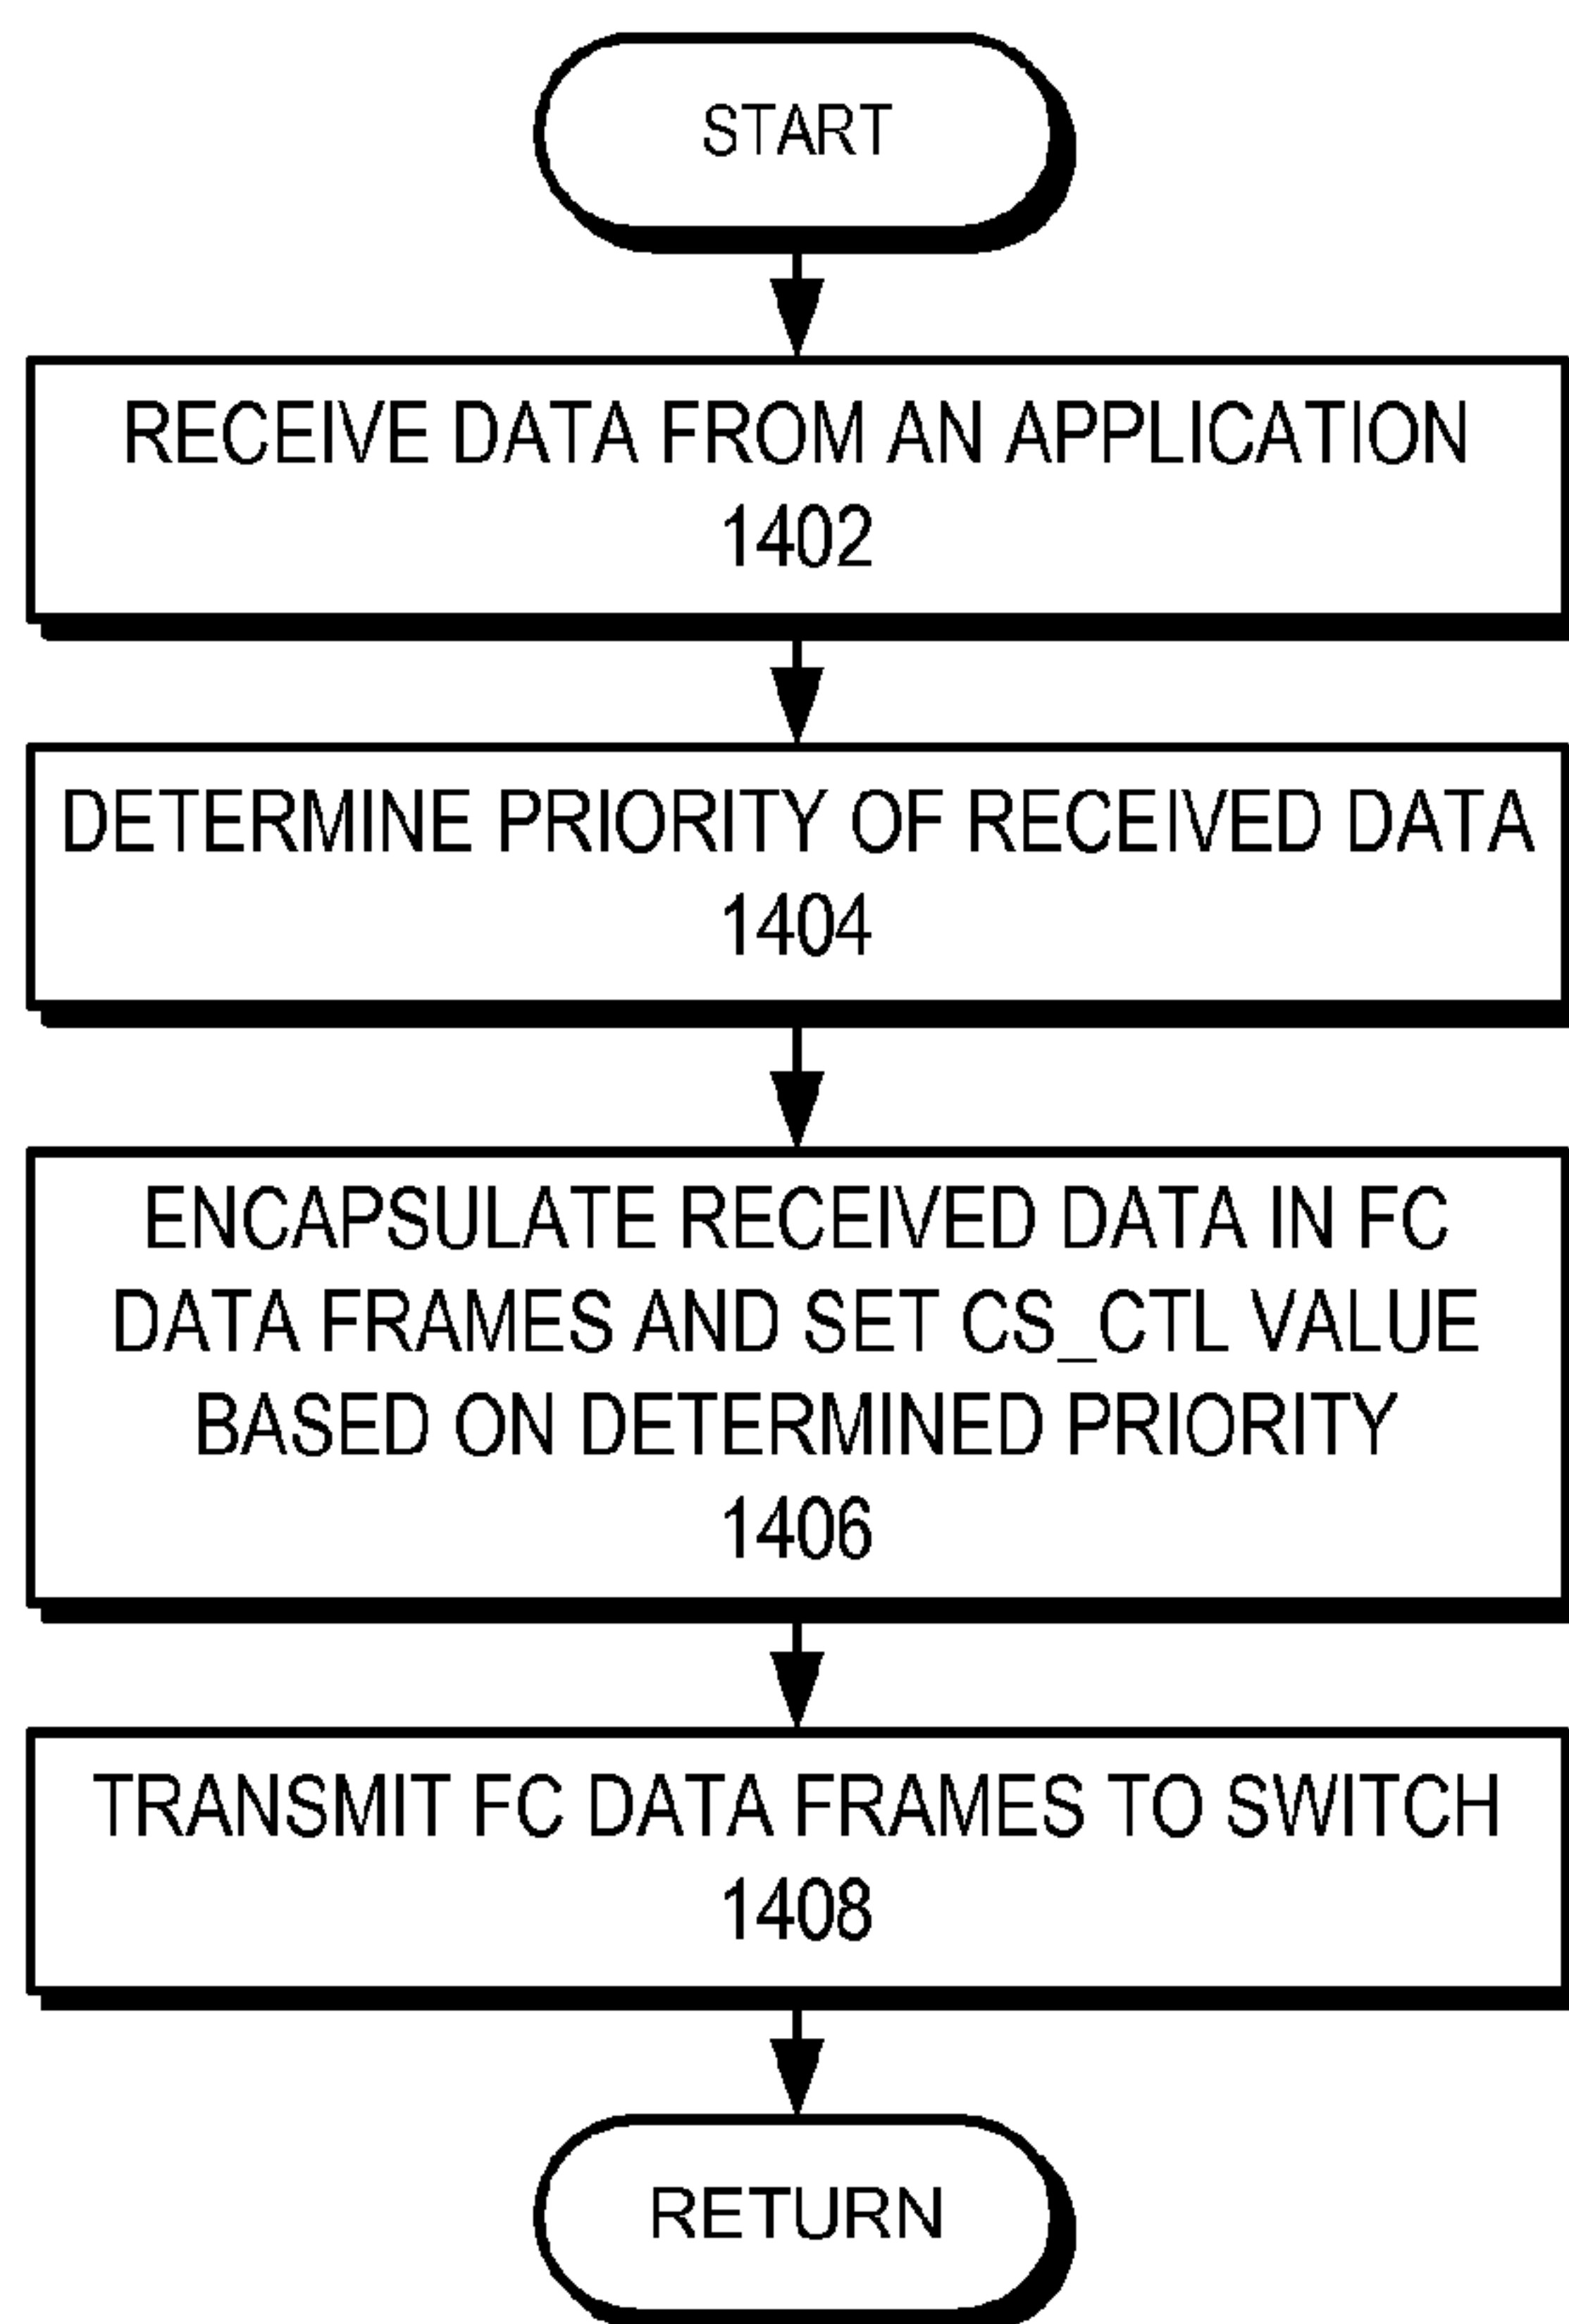 START
RECEIVE DATA FROM AN APPLICATION
1402
DETERMINE PRIORITY OF RECEIVED DATA
1404
ENCAPSULATE RECEIVED DATA IN FC
DATA FRAMES AND SET CS_CTL VALUE
BASED ON DETERMINED PRIORITY
1406
TRANSMIT FC DATA FRAMES TO SWITCH
1408
RETURN